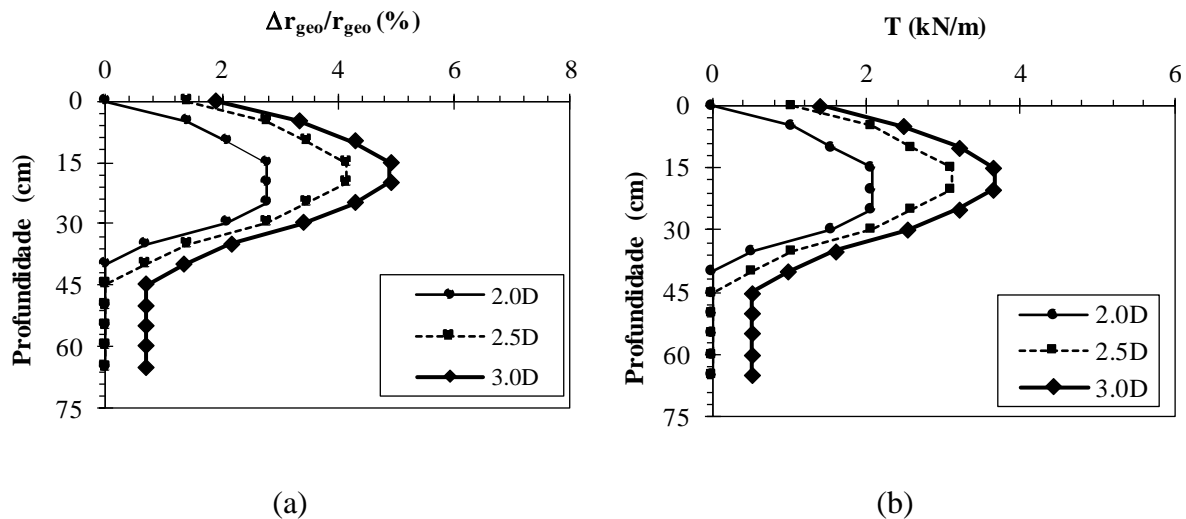 Δr_geo/r_geo (%)
0 2 4 6 8
0
15
30
45
60
75
Profundidade (cm)
2.0D
2.5D
3.0D
(a)
T (kN/m)
0 2 4 6
0
15
30
45
60
75
Profundidade (cm)
2.0D
2.5D
3.0D
(b)